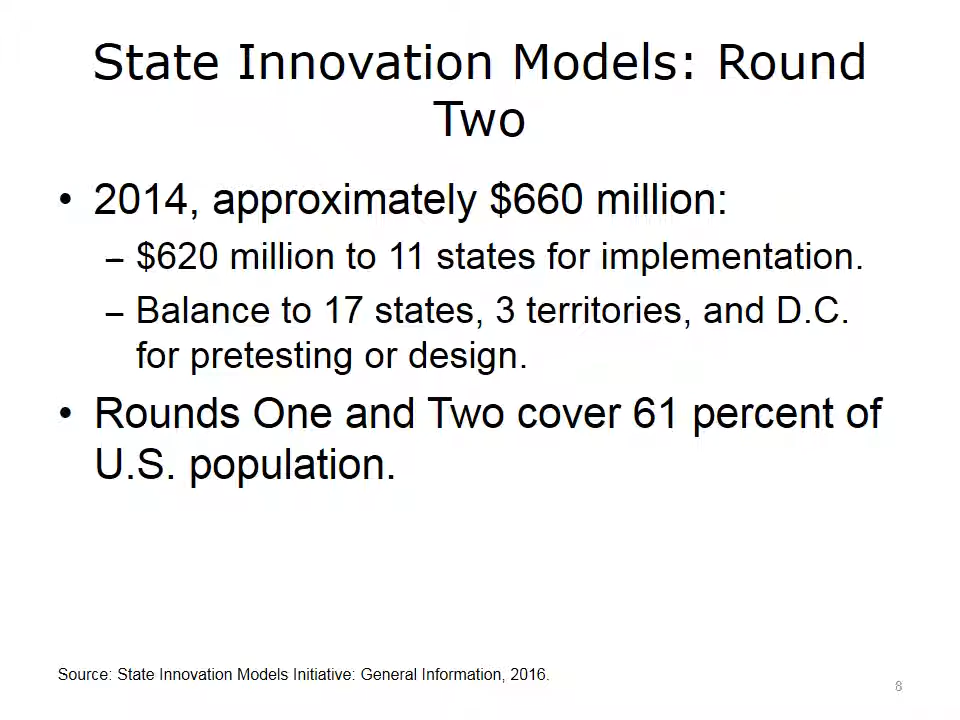 State Innovation Models: Round
Two
• 2014, approximately $660 million:
– $620 million to 11 states for implementation.
– Balance to 17 states, 3 territories, and D.C.
for pretesting or design.
• Rounds One and Two cover 61 percent of
U.S. population.
Source: State Innovation Models Initiative: General Information, 2016.
8